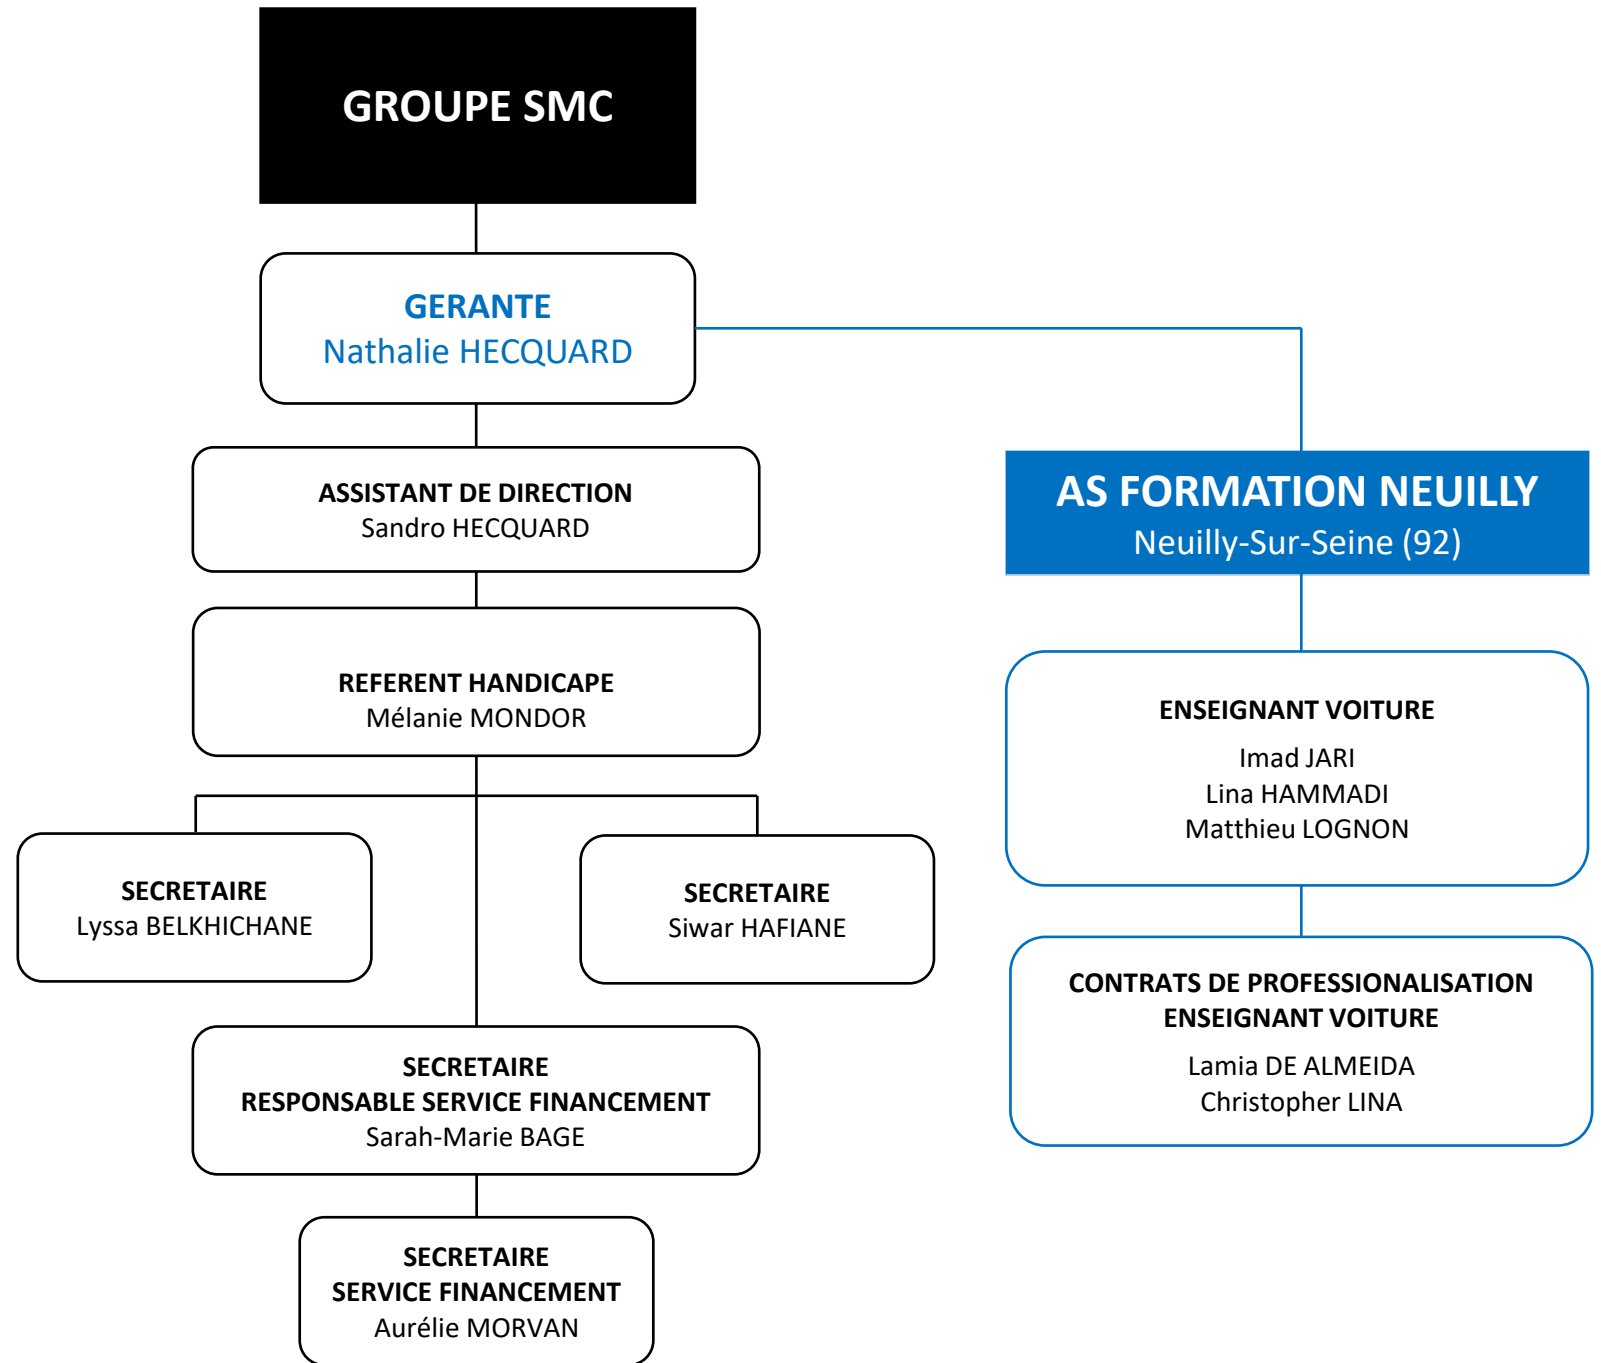 GROUPE SMC
GERANTE
Nathalie HECQUARD
ASSISTANT DE DIRECTION
Sandro HECQUARD
REFERENT HANDICAPE
Mélanie MONDOR
SECRETAIRE
Lyssa BELKHICHANE
SECRETAIRE
Siwar HAFIANE
SECRETAIRE
RESPONSABLE SERVICE FINANCEMENT
Sarah-Marie BAGE
SECRETAIRE
SERVICE FINANCEMENT
Aurélie MORVAN
AS FORMATION NEUILLY
Neuilly-Sur-Seine (92)
ENSEIGNANT VOITURE
Imad JARI
Lina HAMMADI
Matthieu LOGNON
CONTRATS DE PROFESSIONALISATION
ENSEIGNANT VOITURE
Lamia DE ALMEIDA
Christopher LINA